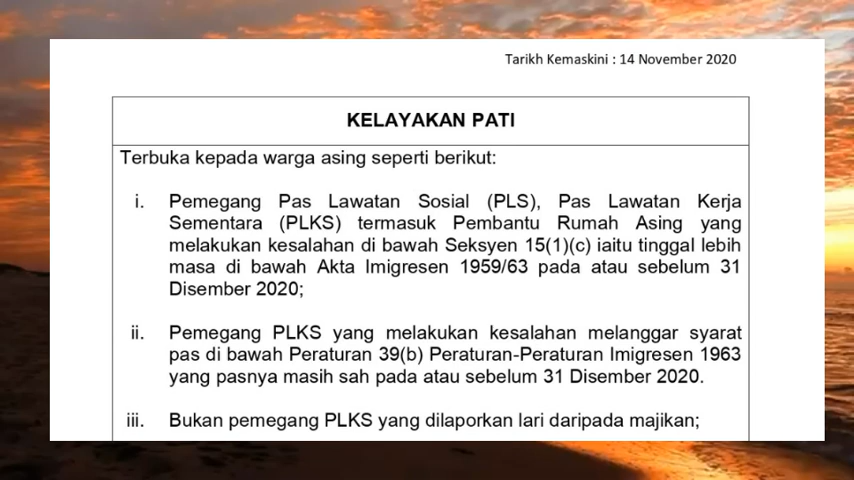 Tarikh Kemaskini : 14 November 2020
KELAYAKAN PATI
Terbuka kepada warga asing seperti berikut:
i. Pemegang Pas Lawatan Sosial (PLS), Pas Lawatan Kerja
Sementara (PLKS) termasuk Pembantu Rumah Asing yang
melakukan kesalahan di bawah Seksyen 15(1)(c) iaitu tinggal lebih
masa di bawah Akta Imigresen 1959/63 pada atau sebelum 31
Disember 2020;
ii. Pemegang PLKS yang melakukan kesalahan melanggar syarat
pas di bawah Peraturan 39(b) Peraturan-Peraturan Imigresen 1963
yang pasnya masih sah pada atau sebelum 31 Disember 2020.
iii. Bukan pemegang PLKS yang dilaporkan lari daripada majikan;